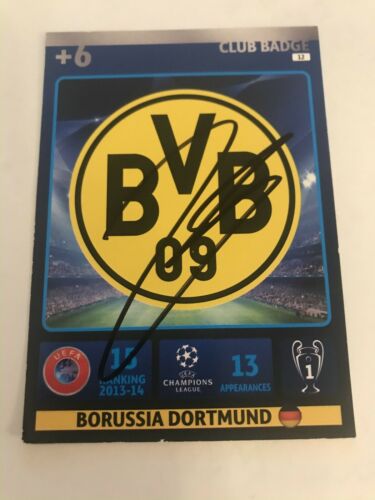 +6 CLUB BADGE
12
BVB
09
UEFA
15
RANKING
2013-14
CHAMPIONS
LEAGUE
13
APPEARANCES
1
BORUSSIA DORTMUND